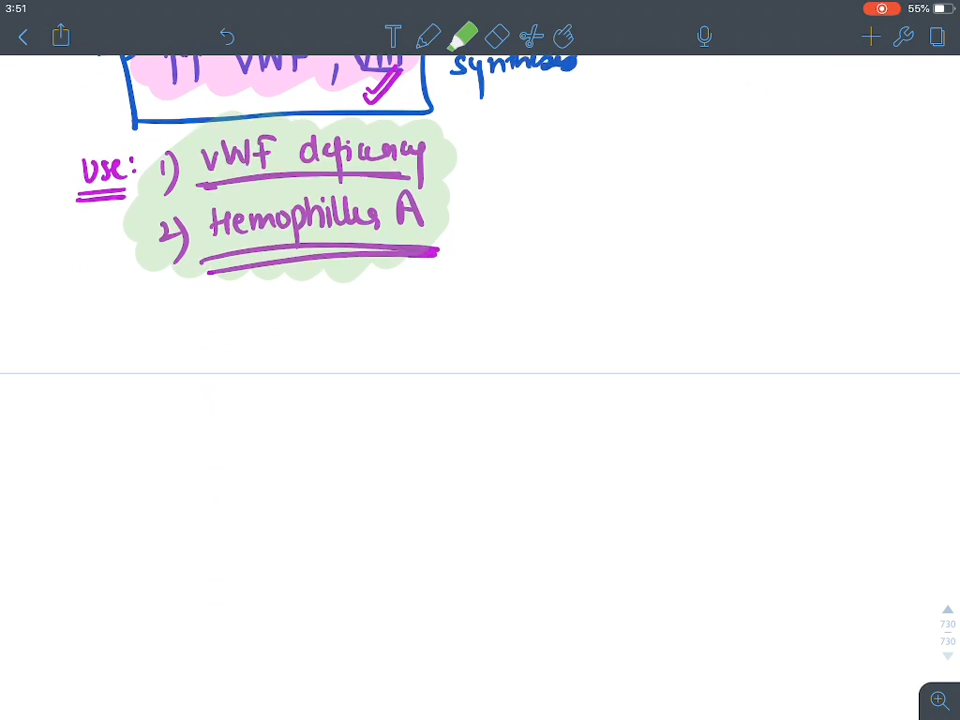 3:51
55%
T
↑↑ VWF, VIII
synthesis
Use: 1) vWF deficiency
2) Hemophilia A
730
730